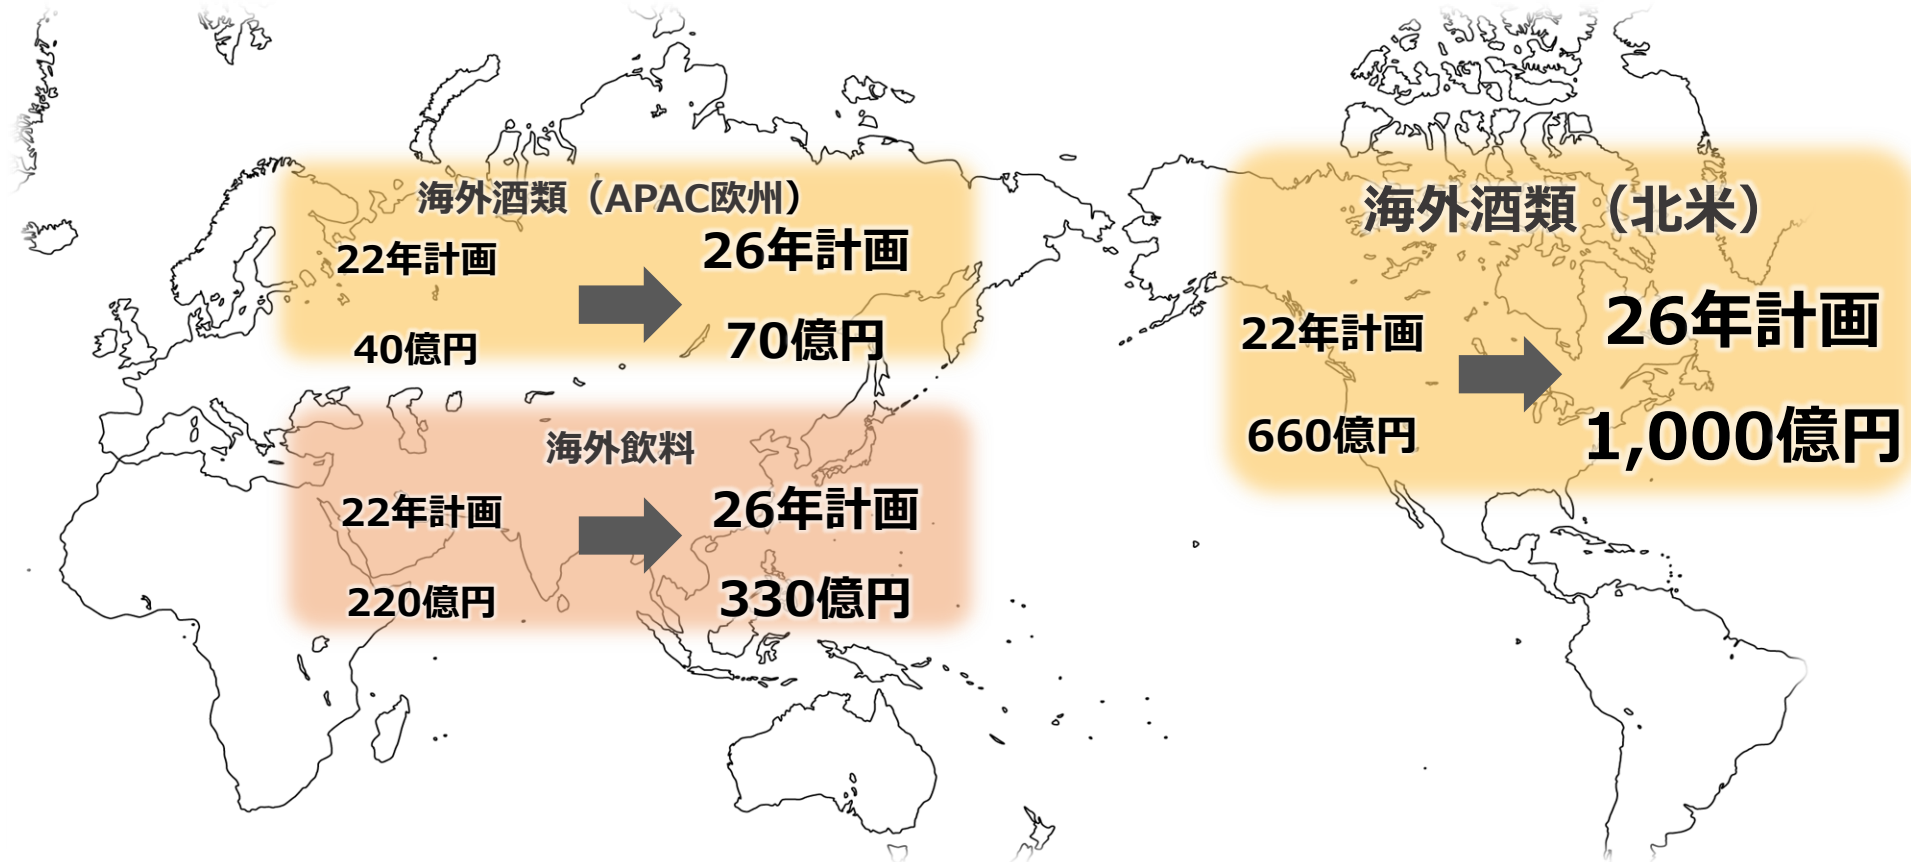 海外酒類（APAC欧州）
22年計画
26年計画
40億円
70億円
海外飲料
22年計画
26年計画
220億円
330億円
海外酒類（北米）
22年計画
26年計画
660億円
1,000億円